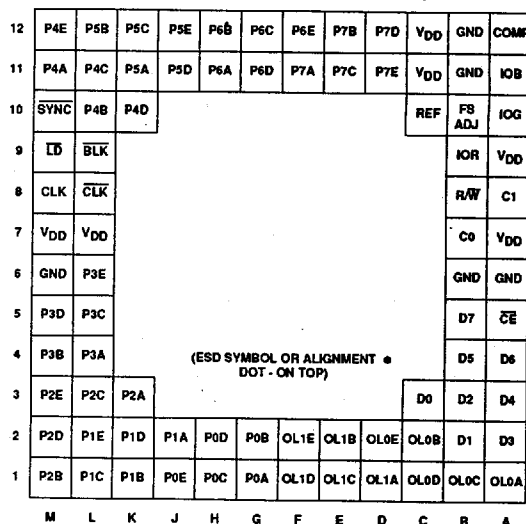 12 P4E P5B P5C P5E P6B P6C P6E P7B P7D VDD GND COMP
11 P4A P4C P5A P5D P6A P6D P7A P7C P7E VDD GND IOB
10 S̅Y̅N̅C̅ P4B P4D REF FS ADJ IOG
9 L̅D̅ B̅L̅K̅ IOR VDD
8 CLK C̅L̅K̅ R/W̅ C1
7 VDD VDD C0 VDD
6 GND P3E GND GND
5 P3D P3C D7 C̅E̅
4 P3B P3A (ESD SYMBOL OR ALIGNMENT ● D5 D6
DOT - ON TOP)
3 P2E P2C P2A D0 D2 D4
2 P2D P1E P1D P1A P0D P0B OL1E OL1B OL0E OL0B D1 D3
1 P2B P1C P1B P0E P0C P0A OL1D OL1C OL1A OL0D OL0C OL0A
M L K J H G F E D C B A